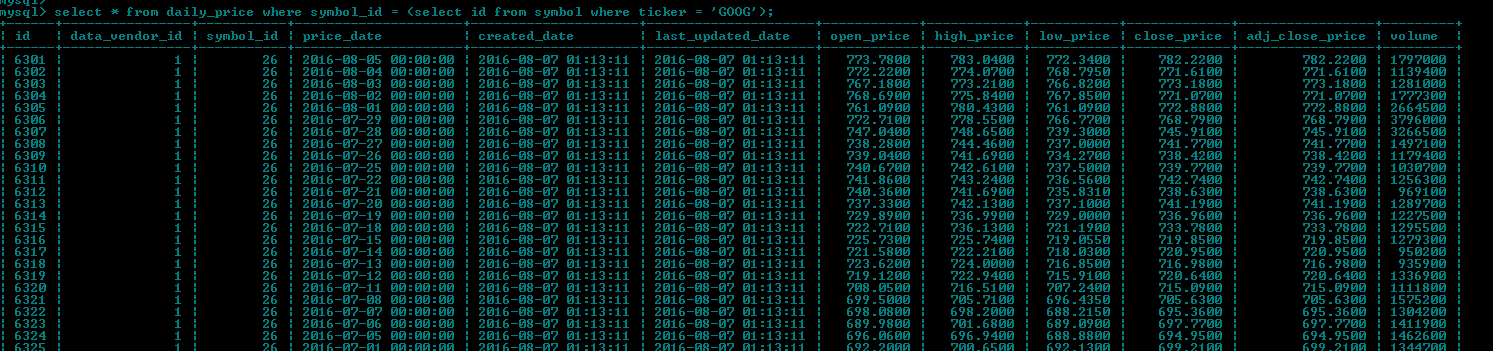 mysql>
mysql> select * from daily_price where symbol_id = (select id from symbol where ticker = 'GOOG');
| id | data_vendor_id | symbol_id | price_date | created_date | last_updated_date | open_price | high_price | low_price | close_price | adj_close_price | volume |
| 6301 | 1 | 26 | 2016-08-05 00:00:00 | 2016-08-07 01:13:11 | 2016-08-07 01:13:11 | 773.7800 | 783.0400 | 772.3400 | 782.2200 | 782.2200 | 1797000 |
| 6302 | 1 | 26 | 2016-08-04 00:00:00 | 2016-08-07 01:13:11 | 2016-08-07 01:13:11 | 772.2200 | 774.0700 | 768.7950 | 771.6100 | 771.6100 | 1139400 |
| 6303 | 1 | 26 | 2016-08-03 00:00:00 | 2016-08-07 01:13:11 | 2016-08-07 01:13:11 | 767.1800 | 773.2100 | 766.8200 | 773.1800 | 773.1800 | 1281000 |
| 6304 | 1 | 26 | 2016-08-02 00:00:00 | 2016-08-07 01:13:11 | 2016-08-07 01:13:11 | 768.6900 | 775.8400 | 767.8500 | 771.0700 | 771.0700 | 1777300 |
| 6305 | 1 | 26 | 2016-08-01 00:00:00 | 2016-08-07 01:13:11 | 2016-08-07 01:13:11 | 761.0900 | 780.4300 | 761.0900 | 772.8800 | 772.8800 | 2664500 |
| 6306 | 1 | 26 | 2016-07-29 00:00:00 | 2016-08-07 01:13:11 | 2016-08-07 01:13:11 | 772.7100 | 778.5500 | 766.7700 | 768.7900 | 768.7900 | 3796000 |
| 6307 | 1 | 26 | 2016-07-28 00:00:00 | 2016-08-07 01:13:11 | 2016-08-07 01:13:11 | 747.0400 | 748.6500 | 739.3000 | 745.9100 | 745.9100 | 3266500 |
| 6308 | 1 | 26 | 2016-07-27 00:00:00 | 2016-08-07 01:13:11 | 2016-08-07 01:13:11 | 738.2800 | 744.4600 | 737.0000 | 741.7700 | 741.7700 | 1497100 |
| 6309 | 1 | 26 | 2016-07-26 00:00:00 | 2016-08-07 01:13:11 | 2016-08-07 01:13:11 | 739.0400 | 741.6900 | 734.2700 | 738.4200 | 738.4200 | 1179400 |
| 6310 | 1 | 26 | 2016-07-25 00:00:00 | 2016-08-07 01:13:11 | 2016-08-07 01:13:11 | 740.6700 | 742.6100 | 737.5000 | 739.7700 | 739.7700 | 1030700 |
| 6311 | 1 | 26 | 2016-07-22 00:00:00 | 2016-08-07 01:13:11 | 2016-08-07 01:13:11 | 741.8600 | 743.2400 | 736.5600 | 742.7400 | 742.7400 | 1256300 |
| 6312 | 1 | 26 | 2016-07-21 00:00:00 | 2016-08-07 01:13:11 | 2016-08-07 01:13:11 | 740.3600 | 741.6900 | 735.8310 | 738.6300 | 738.6300 | 969100 |
| 6313 | 1 | 26 | 2016-07-20 00:00:00 | 2016-08-07 01:13:11 | 2016-08-07 01:13:11 | 737.3300 | 742.1300 | 737.1000 | 741.1900 | 741.1900 | 1289700 |
| 6314 | 1 | 26 | 2016-07-19 00:00:00 | 2016-08-07 01:13:11 | 2016-08-07 01:13:11 | 729.8900 | 736.9900 | 729.0000 | 736.9600 | 736.9600 | 1227500 |
| 6315 | 1 | 26 | 2016-07-18 00:00:00 | 2016-08-07 01:13:11 | 2016-08-07 01:13:11 | 722.7100 | 736.1300 | 721.1900 | 733.7800 | 733.7800 | 1295500 |
| 6316 | 1 | 26 | 2016-07-15 00:00:00 | 2016-08-07 01:13:11 | 2016-08-07 01:13:11 | 725.7300 | 725.7400 | 719.0550 | 719.8500 | 719.8500 | 1279300 |
| 6317 | 1 | 26 | 2016-07-14 00:00:00 | 2016-08-07 01:13:11 | 2016-08-07 01:13:11 | 721.5800 | 722.2100 | 718.0300 | 720.9500 | 720.9500 | 950200 |
| 6318 | 1 | 26 | 2016-07-13 00:00:00 | 2016-08-07 01:13:11 | 2016-08-07 01:13:11 | 723.6200 | 724.0000 | 716.8500 | 716.9800 | 716.9800 | 935900 |
| 6319 | 1 | 26 | 2016-07-12 00:00:00 | 2016-08-07 01:13:11 | 2016-08-07 01:13:11 | 719.1200 | 722.9400 | 715.9100 | 720.6400 | 720.6400 | 1336900 |
| 6320 | 1 | 26 | 2016-07-11 00:00:00 | 2016-08-07 01:13:11 | 2016-08-07 01:13:11 | 708.0500 | 716.5100 | 707.2400 | 715.0900 | 715.0900 | 1111800 |
| 6321 | 1 | 26 | 2016-07-08 00:00:00 | 2016-08-07 01:13:11 | 2016-08-07 01:13:11 | 699.5000 | 705.7100 | 696.4350 | 705.6300 | 705.6300 | 1575200 |
| 6322 | 1 | 26 | 2016-07-07 00:00:00 | 2016-08-07 01:13:11 | 2016-08-07 01:13:11 | 698.0800 | 698.2000 | 688.2150 | 695.3600 | 695.3600 | 1304200 |
| 6323 | 1 | 26 | 2016-07-06 00:00:00 | 2016-08-07 01:13:11 | 2016-08-07 01:13:11 | 689.9800 | 701.6800 | 689.0900 | 697.7700 | 697.7700 | 1411900 |
| 6324 | 1 | 26 | 2016-07-05 00:00:00 | 2016-08-07 01:13:11 | 2016-08-07 01:13:11 | 696.0600 | 696.9400 | 688.8800 | 694.9500 | 694.9500 | 1462600 |
| 6325 | 1 | 26 | 2016-07-01 00:00:00 | 2016-08-07 01:13:11 | 2016-08-07 01:13:11 | 692.2000 | 700.6500 | 692.1300 | 699.2100 | 699.2100 | 1344700 |